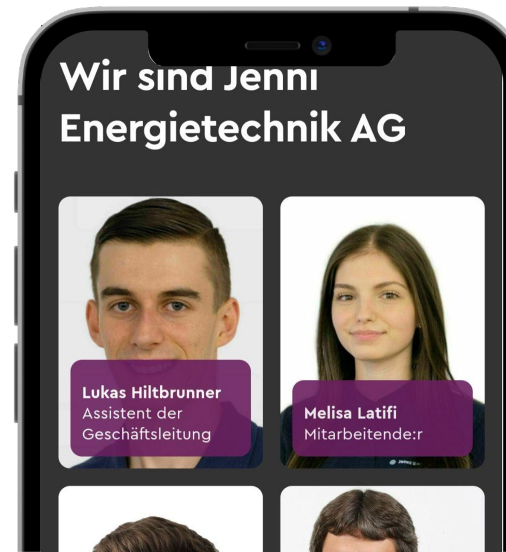 Wir sind Jenni
Energietechnik AG
Lukas Hiltbrunner
Assistent der
Geschäftsleitung
Melisa Latifi
Mitarbeitende:r